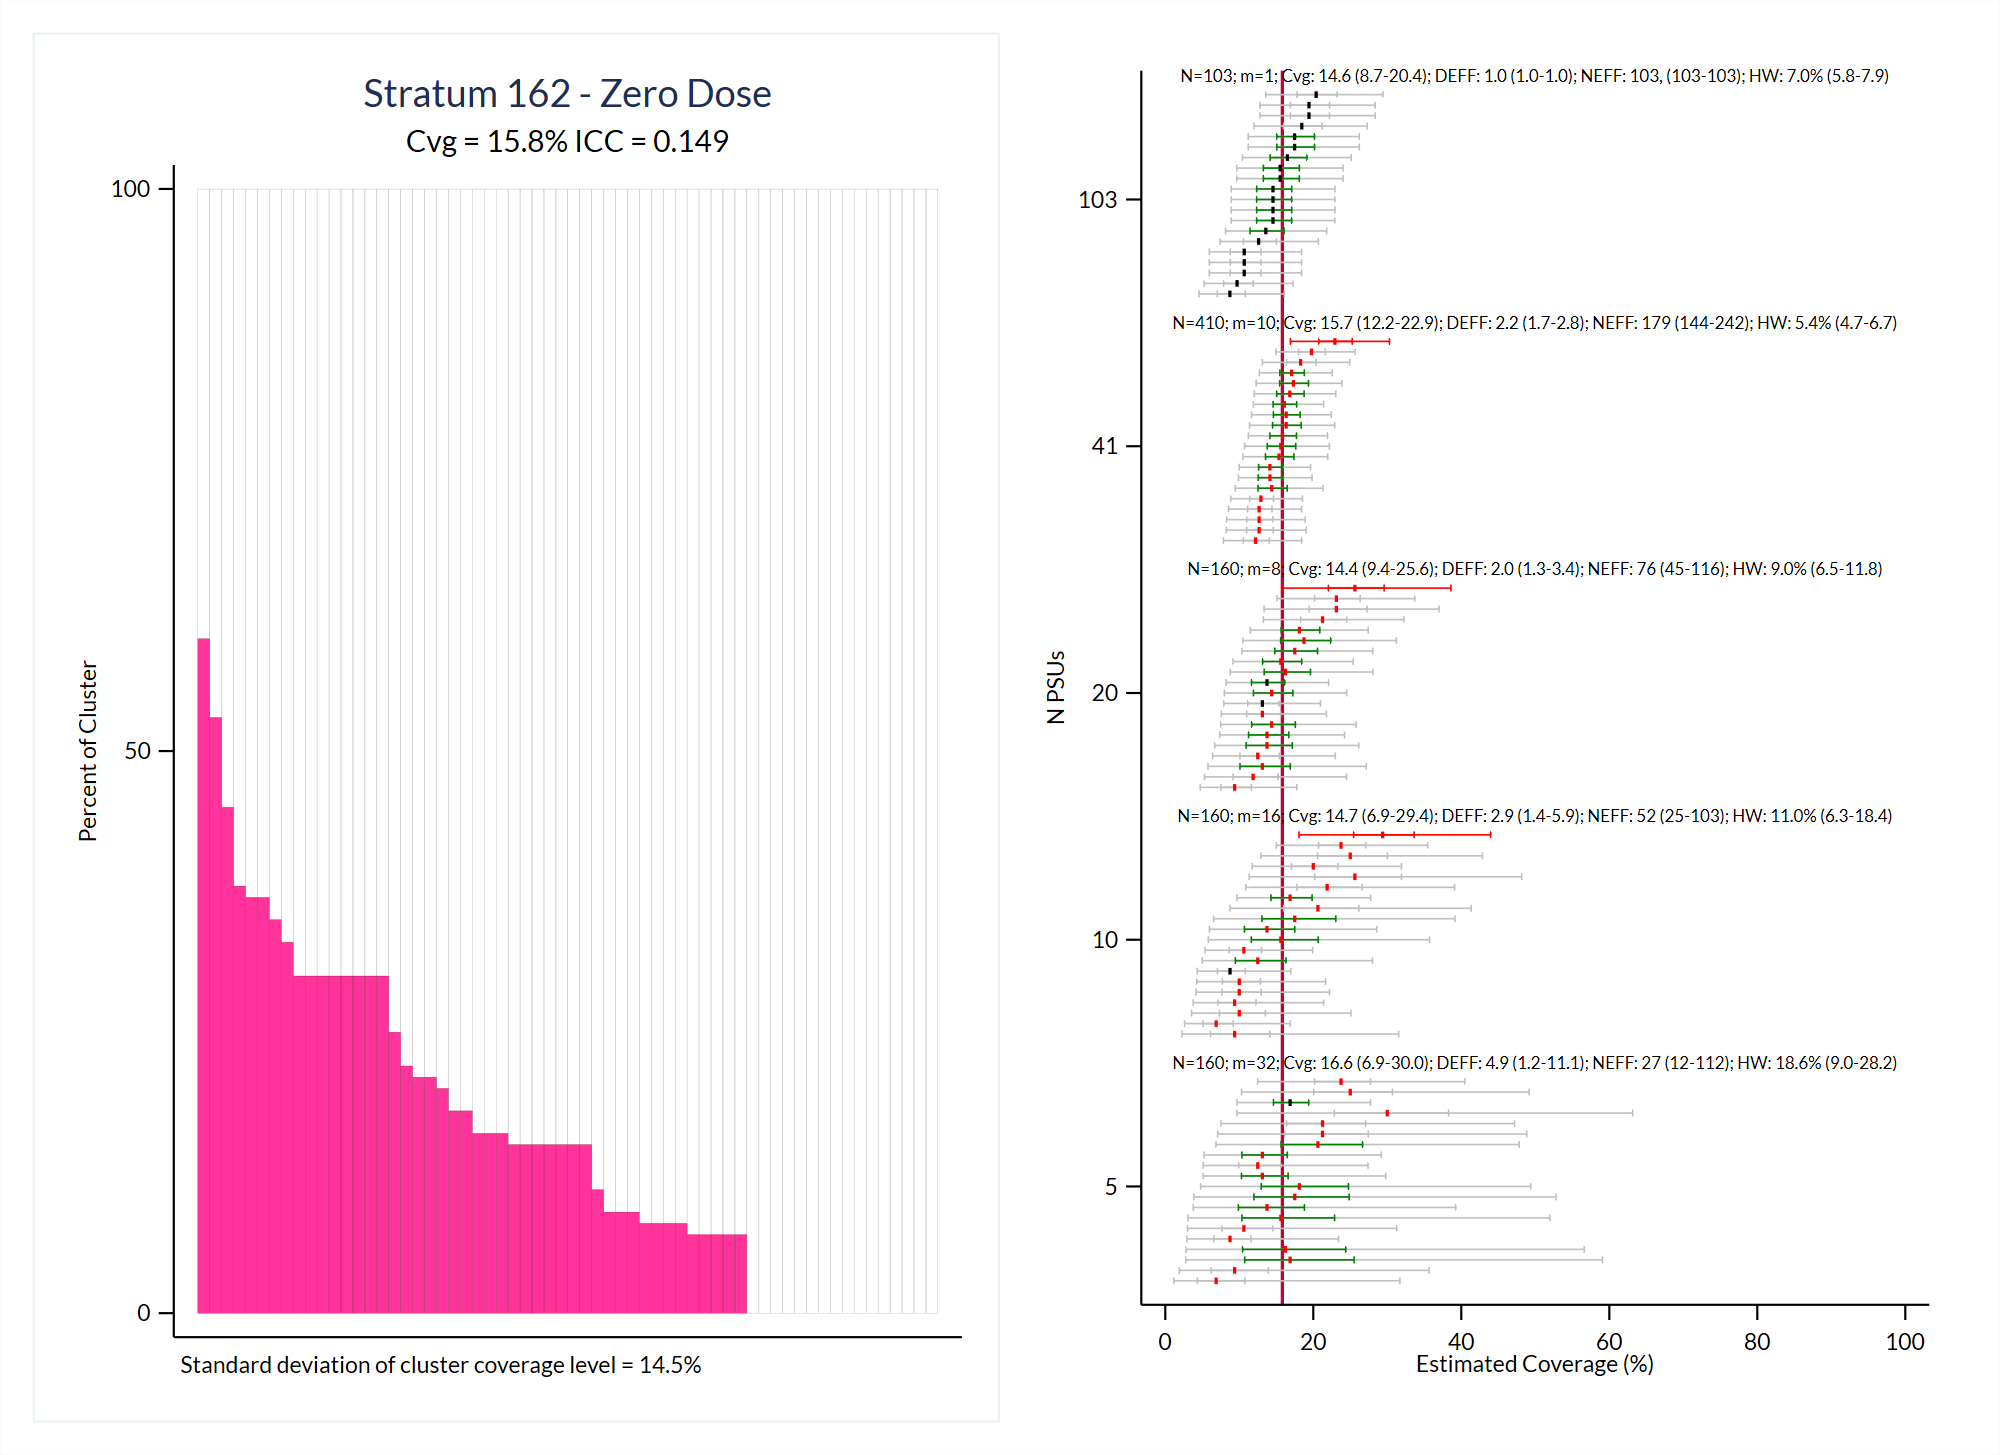 Stratum 162 - Zero Dose
Cvg = 15.8% ICC = 0.149
100
50
0
Percent of Cluster
Standard deviation of cluster coverage level = 14.5%
N=103; m=1; Cvg: 14.6 (8.7-20.4); DEFF: 1.0 (1.0-1.0); NEFF: 103, (103-103); HW: 7.0% (5.8-7.9)
103
N=410; m=10; Cvg: 15.7 (12.2-22.9); DEFF: 2.2 (1.7-2.8); NEFF: 179 (144-242); HW: 5.4% (4.7-6.7)
41
N=160; m=8; Cvg: 14.4 (9.4-25.6); DEFF: 2.0 (1.3-3.4); NEFF: 76 (45-116); HW: 9.0% (6.5-11.8)
20
N=160; m=16; Cvg: 14.7 (6.9-29.4); DEFF: 2.9 (1.4-5.9); NEFF: 52 (25-103); HW: 11.0% (6.3-18.4)
10
N=160; m=32; Cvg: 16.6 (6.9-30.0); DEFF: 4.9 (1.2-11.1); NEFF: 27 (12-112); HW: 18.6% (9.0-28.2)
5
N PSUs
0 20 40 60 80 100
Estimated Coverage (%)